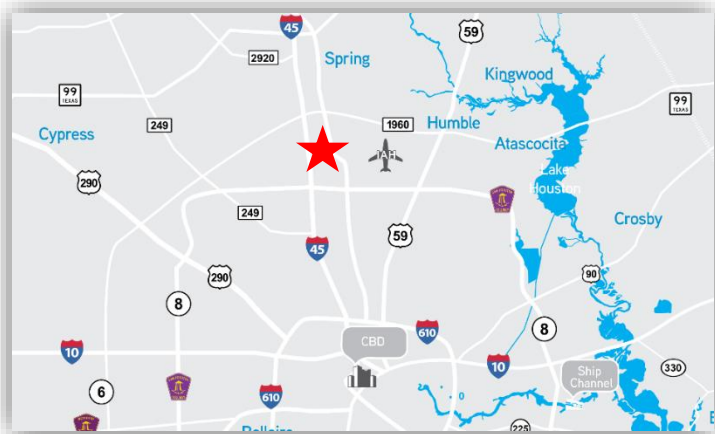 45
59
2920
Spring
Kingwood
99
TEXAS
99
TEXAS
249
1960
Humble
Cypress
Atascocita
IAH
290
Lake
Houston
249
Crosby
59
45
290
90
8
610
8
CBD
10
10
Ship
Channel
330
6
610
225